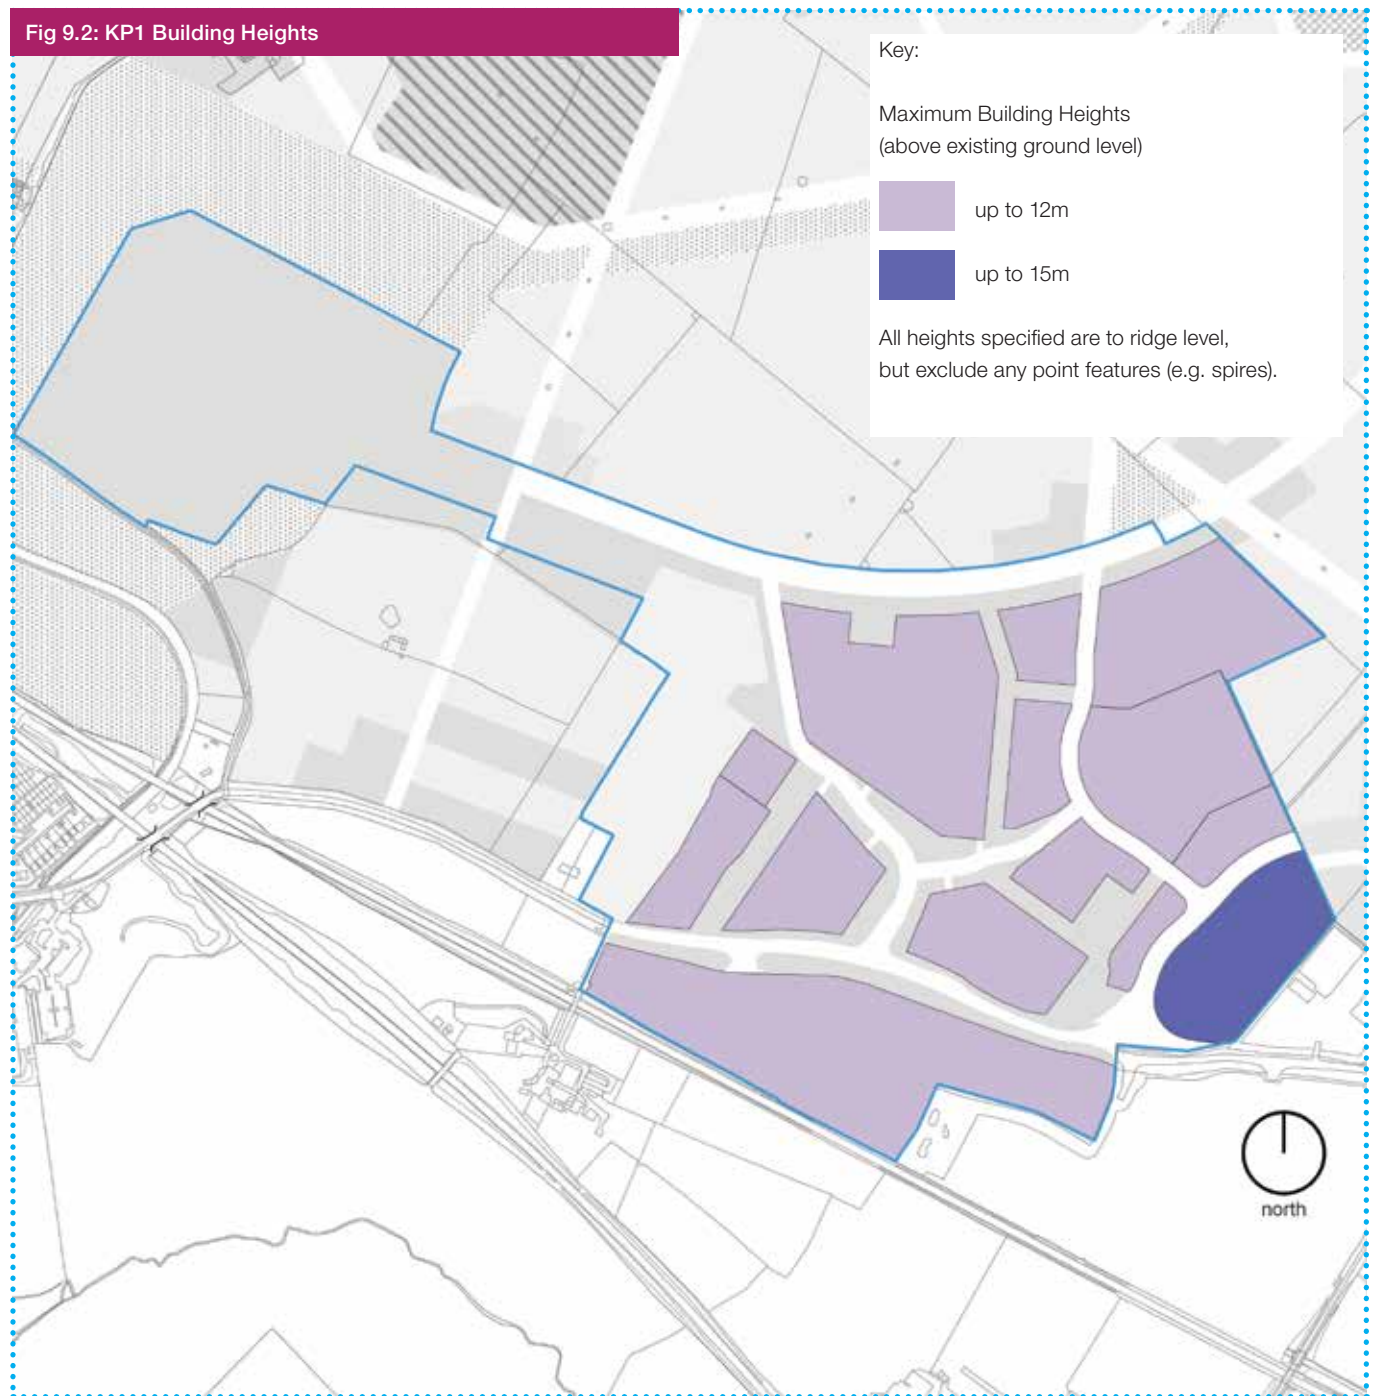 Fig 9.2: KP1 Building Heights
Key:
Maximum Building Heights
(above existing ground level)
up to 12m
up to 15m
All heights specified are to ridge level,
but exclude any point features (e.g. spires).
north